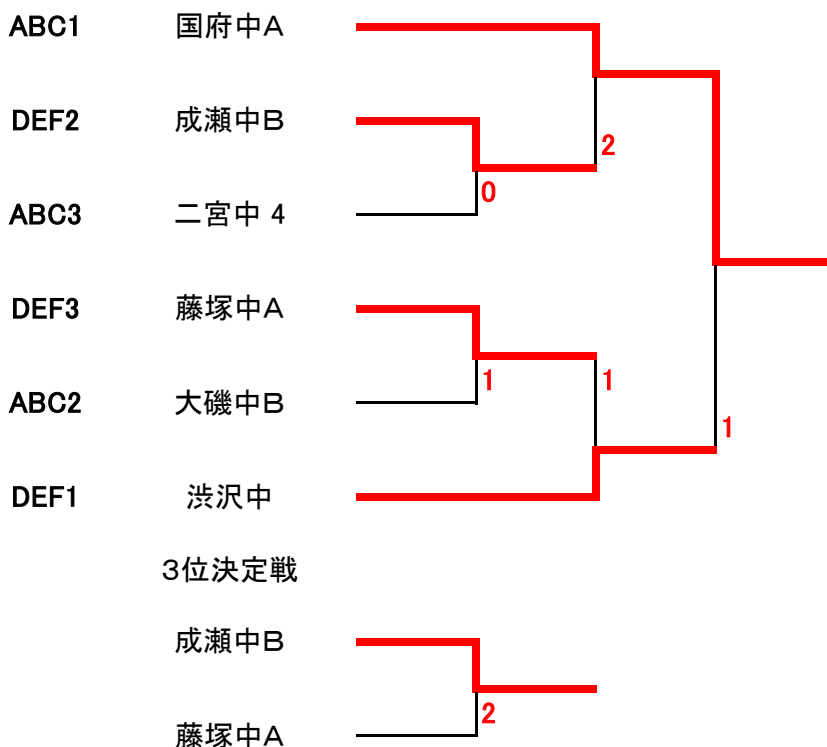 ABC1 国府中A
DEF2 成瀬中B
2
ABC3 二宮中 4
0
DEF3 藤塚中A
1
1
ABC2 大磯中B
1
DEF1 渋沢中
3位決定戦
成瀬中B
2
藤塚中A